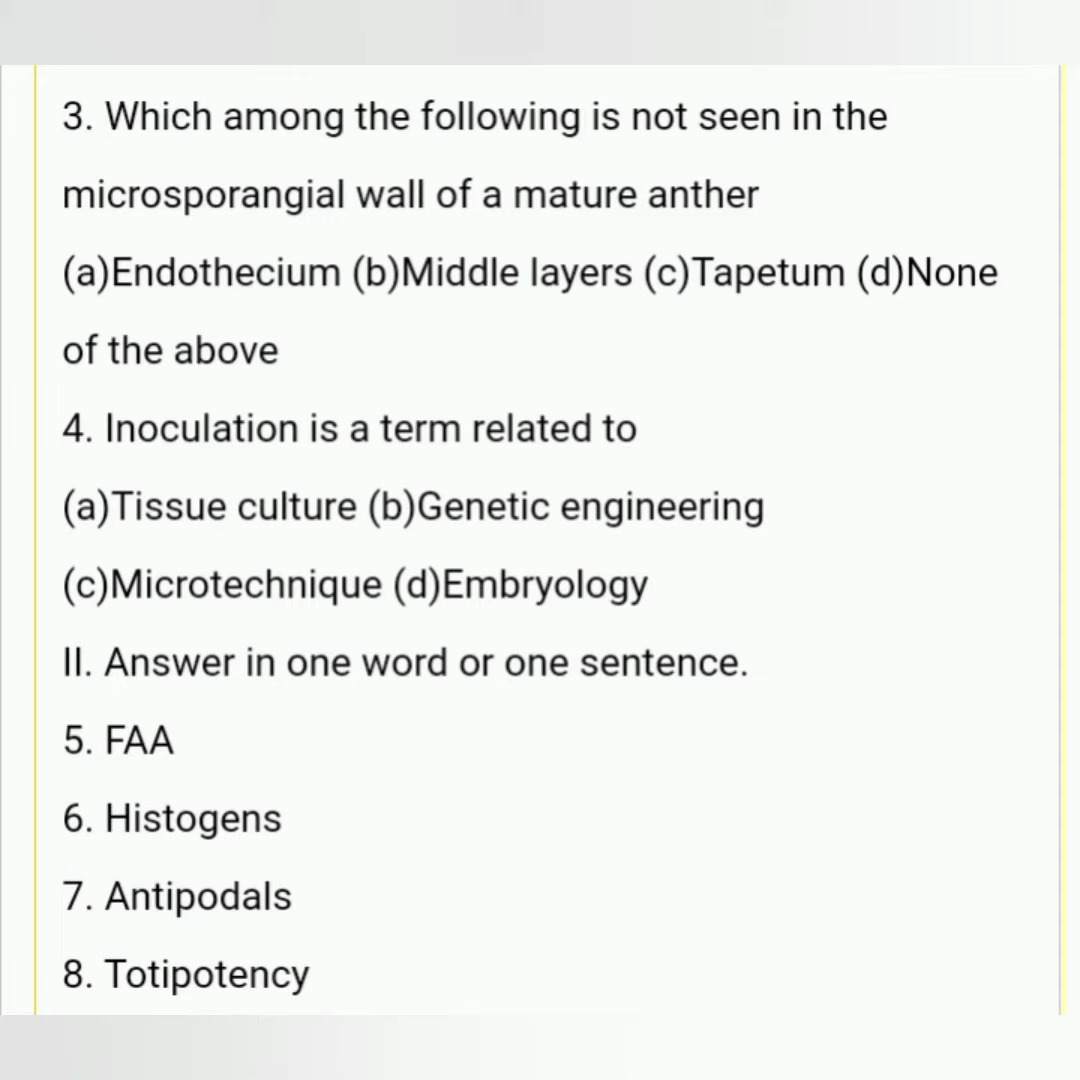 3. Which among the following is not seen in the
microsporangial wall of a mature anther
(a)Endothecium (b)Middle layers (c)Tapetum (d)None
of the above
4. Inoculation is a term related to
(a)Tissue culture (b)Genetic engineering
(c)Microtechnique (d)Embryology
II. Answer in one word or one sentence.
5. FAA
6. Histogens
7. Antipodals
8. Totipotency